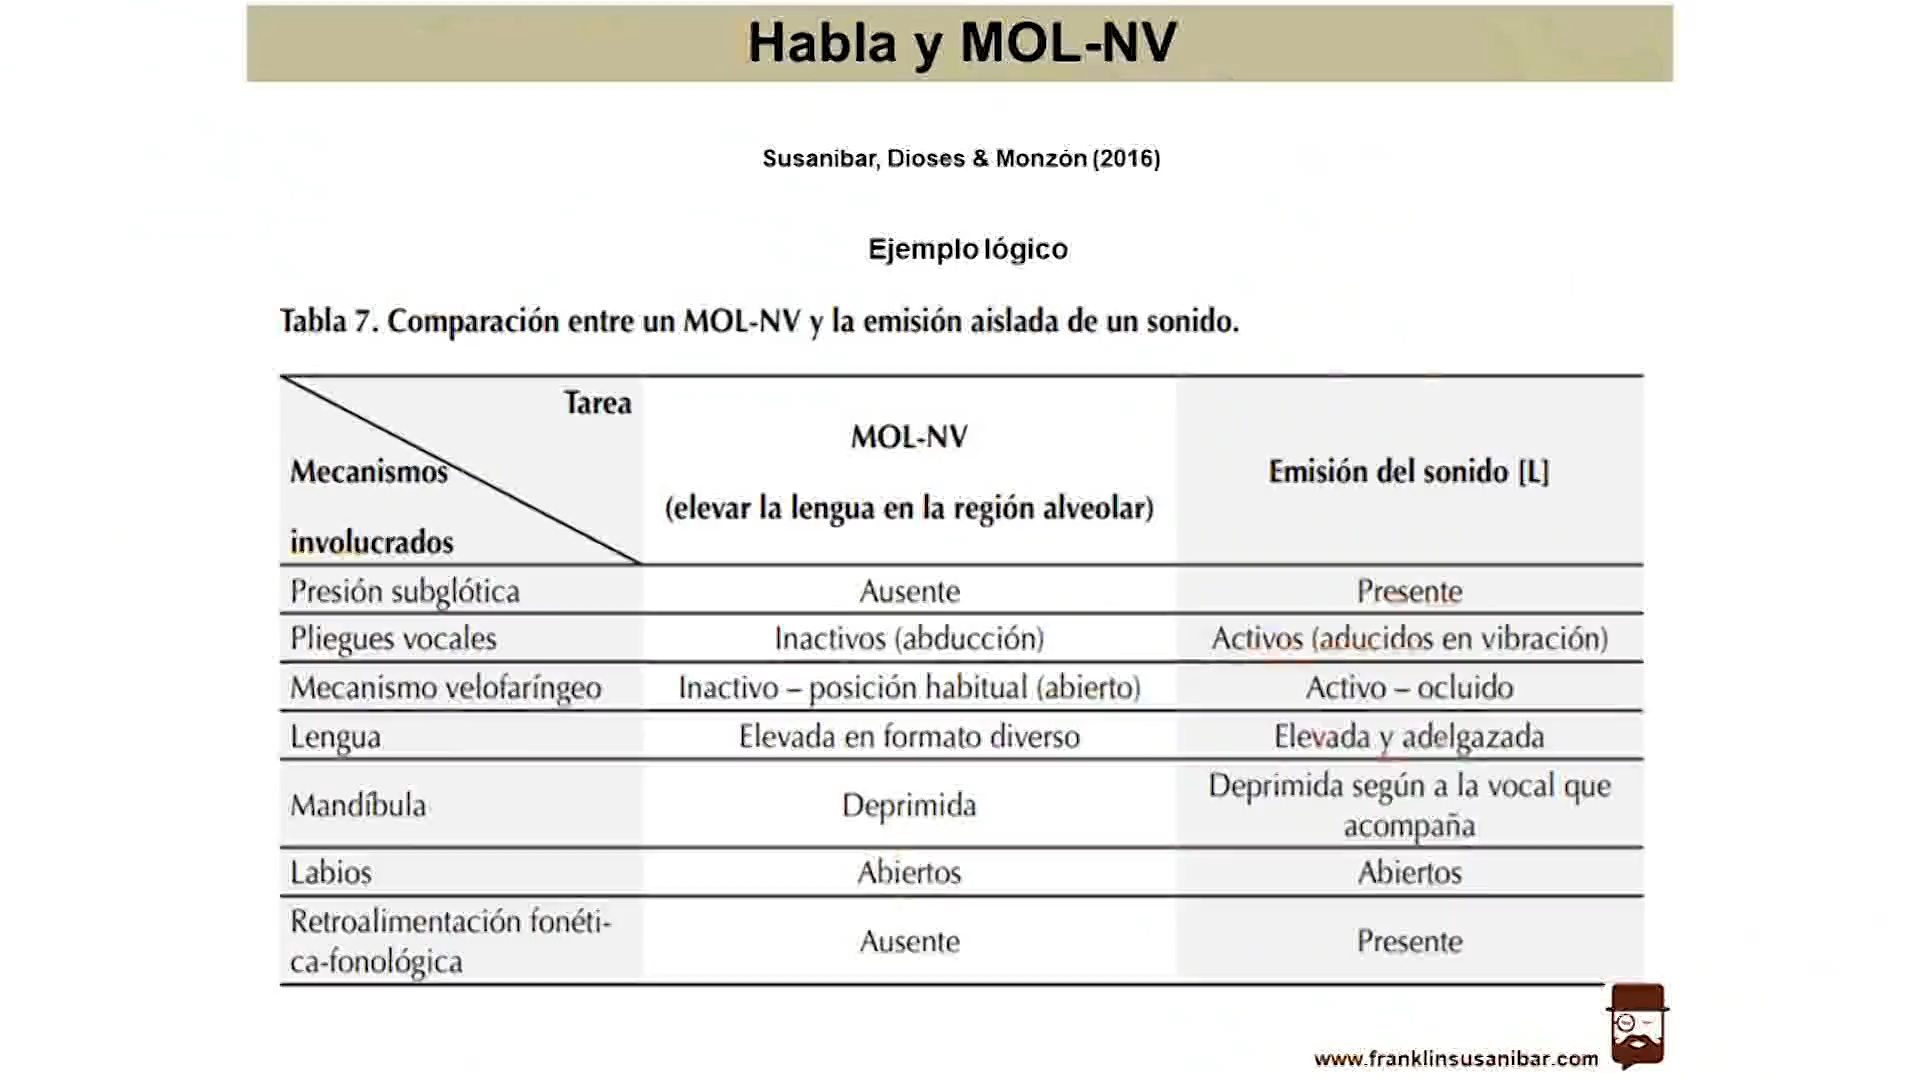 Habla y MOL-NV
Susanibar, Dioses & Monzón (2016)
Ejemplo lógico
Tabla 7. Comparación entre un MOL-NV y la emisión aislada de un sonido.
Tarea
Mecanismos
involucrados
MOL-NV
(elevar la lengua en la región alveolar)
Emisión del sonido [L]
Presión subglótica Ausente Presente
Pliegues vocales Inactivos (abducción) Activos (aducidos en vibración)
Mecanismo velofaríngeo Inactivo – posición habitual (abierto) Activo – ocluido
Lengua Elevada en formato diverso Elevada y adelgazada
Mandíbula Deprimida Deprimida según a la vocal que
acompaña
Labios Abiertos Abiertos
Retroalimentación fonéti-
ca-fonológica Ausente Presente
www.franklinsusanibar.com